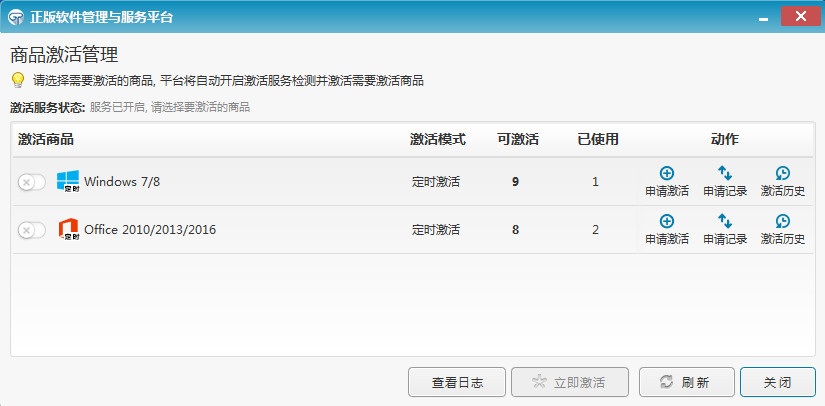 正版软件管理与服务平台
商品激活管理
请选择需要激活的商品, 平台将自动开启激活服务检测并激活需要激活商品
激活服务状态: 服务已开启, 请选择要激活的商品
激活商品 激活模式 可激活 已使用 动作
定时 Windows 7/8 定时激活 9 1 申请激活 申请记录 激活历史
定时 Office 2010/2013/2016 定时激活 8 2 申请激活 申请记录 激活历史
查看日志 立即激活 刷新 关闭